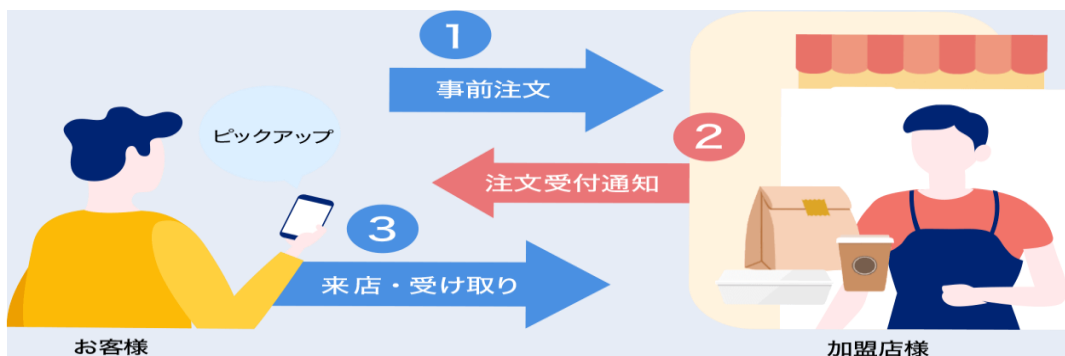 1
事前注文
ピックアップ
2
注文受付通知
3
来店・受け取り
お客様
加盟店様